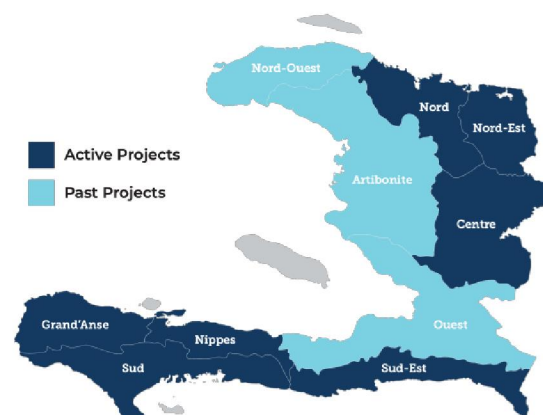 Nord-Ouest
Nord
Nord-Est
Active Projects
Past Projects
Artibonite
Centre
Grand'Anse
Nippes
Ouest
Sud
Sud-Est